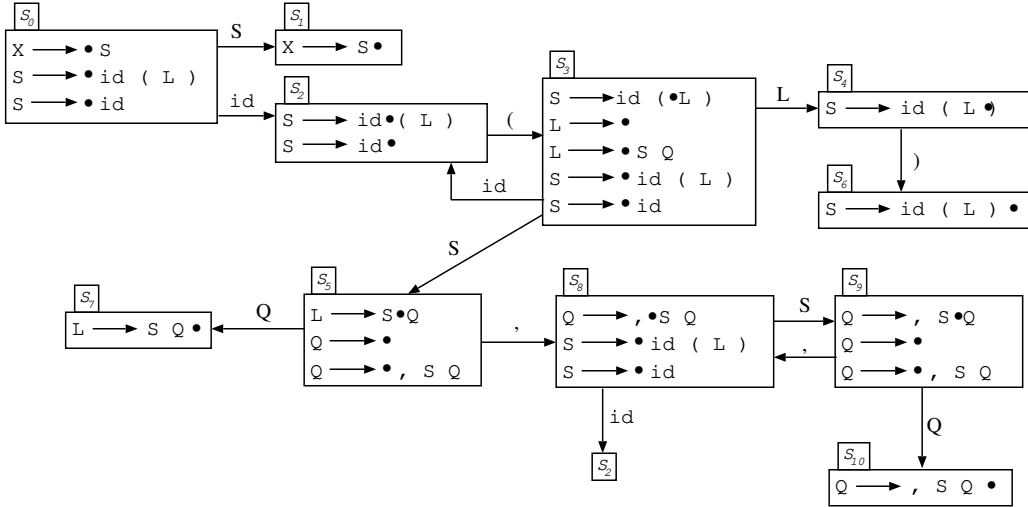 S0
X → • S
S → • id ( L )
S → • id
S
id
S1
X → S •
S2
S → id • ( L )
S → id •
(
id
S3
S → id ( • L )
L → •
L → • S Q
S → • id ( L )
S → • id
L
S4
S → id ( L • )
)
S6
S → id ( L ) •
S
S7
L → S Q •
Q
S5
L → S • Q
Q → •
Q → • , S Q
,
S8
Q → , • S Q
S → • id ( L )
S → • id
S
,
S9
Q → , S • Q
Q → •
Q → • , S Q
id
S2
Q
S10
Q → , S Q •